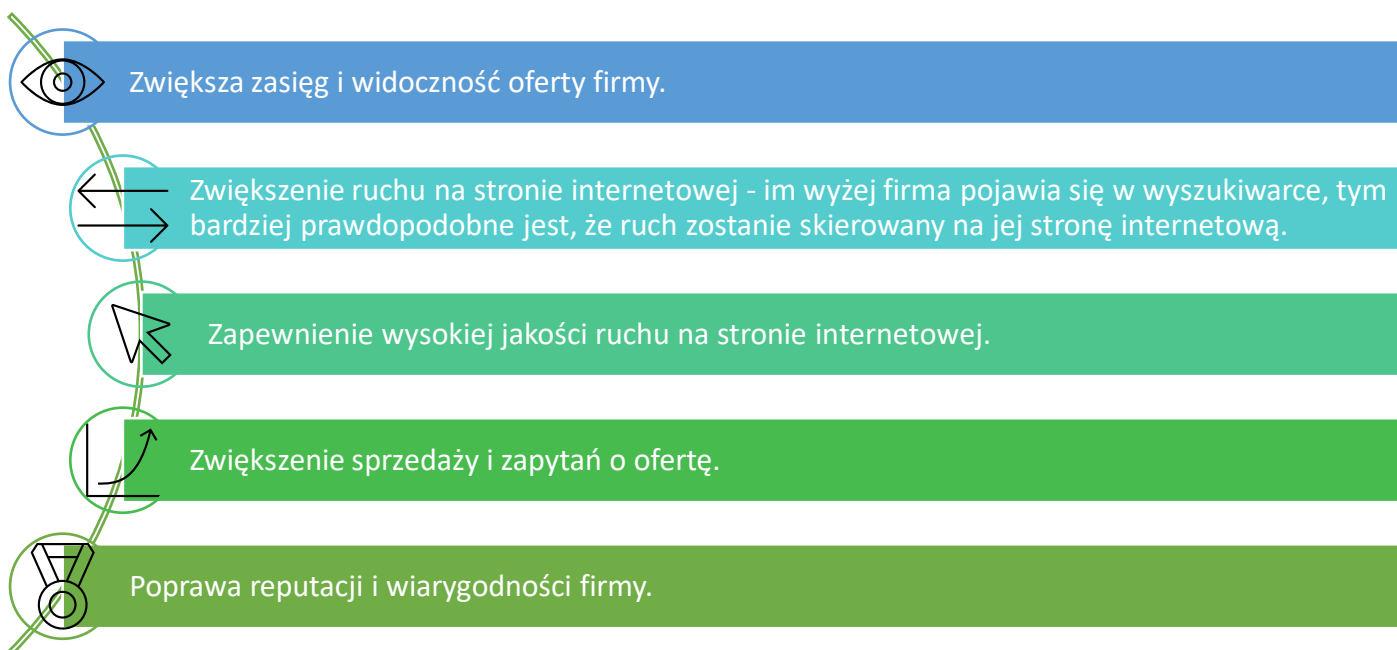 Zwiększa zasięg i widoczność oferty firmy.
Zwiększenie ruchu na stronie internetowej - im wyżej firma pojawia się w wyszukiwarce, tym
bardziej prawdopodobne jest, że ruch zostanie skierowany na jej stronę internetową.
Zapewnienie wysokiej jakości ruchu na stronie internetowej.
Zwiększenie sprzedaży i zapytań o ofertę.
Poprawa reputacji i wiarygodności firmy.